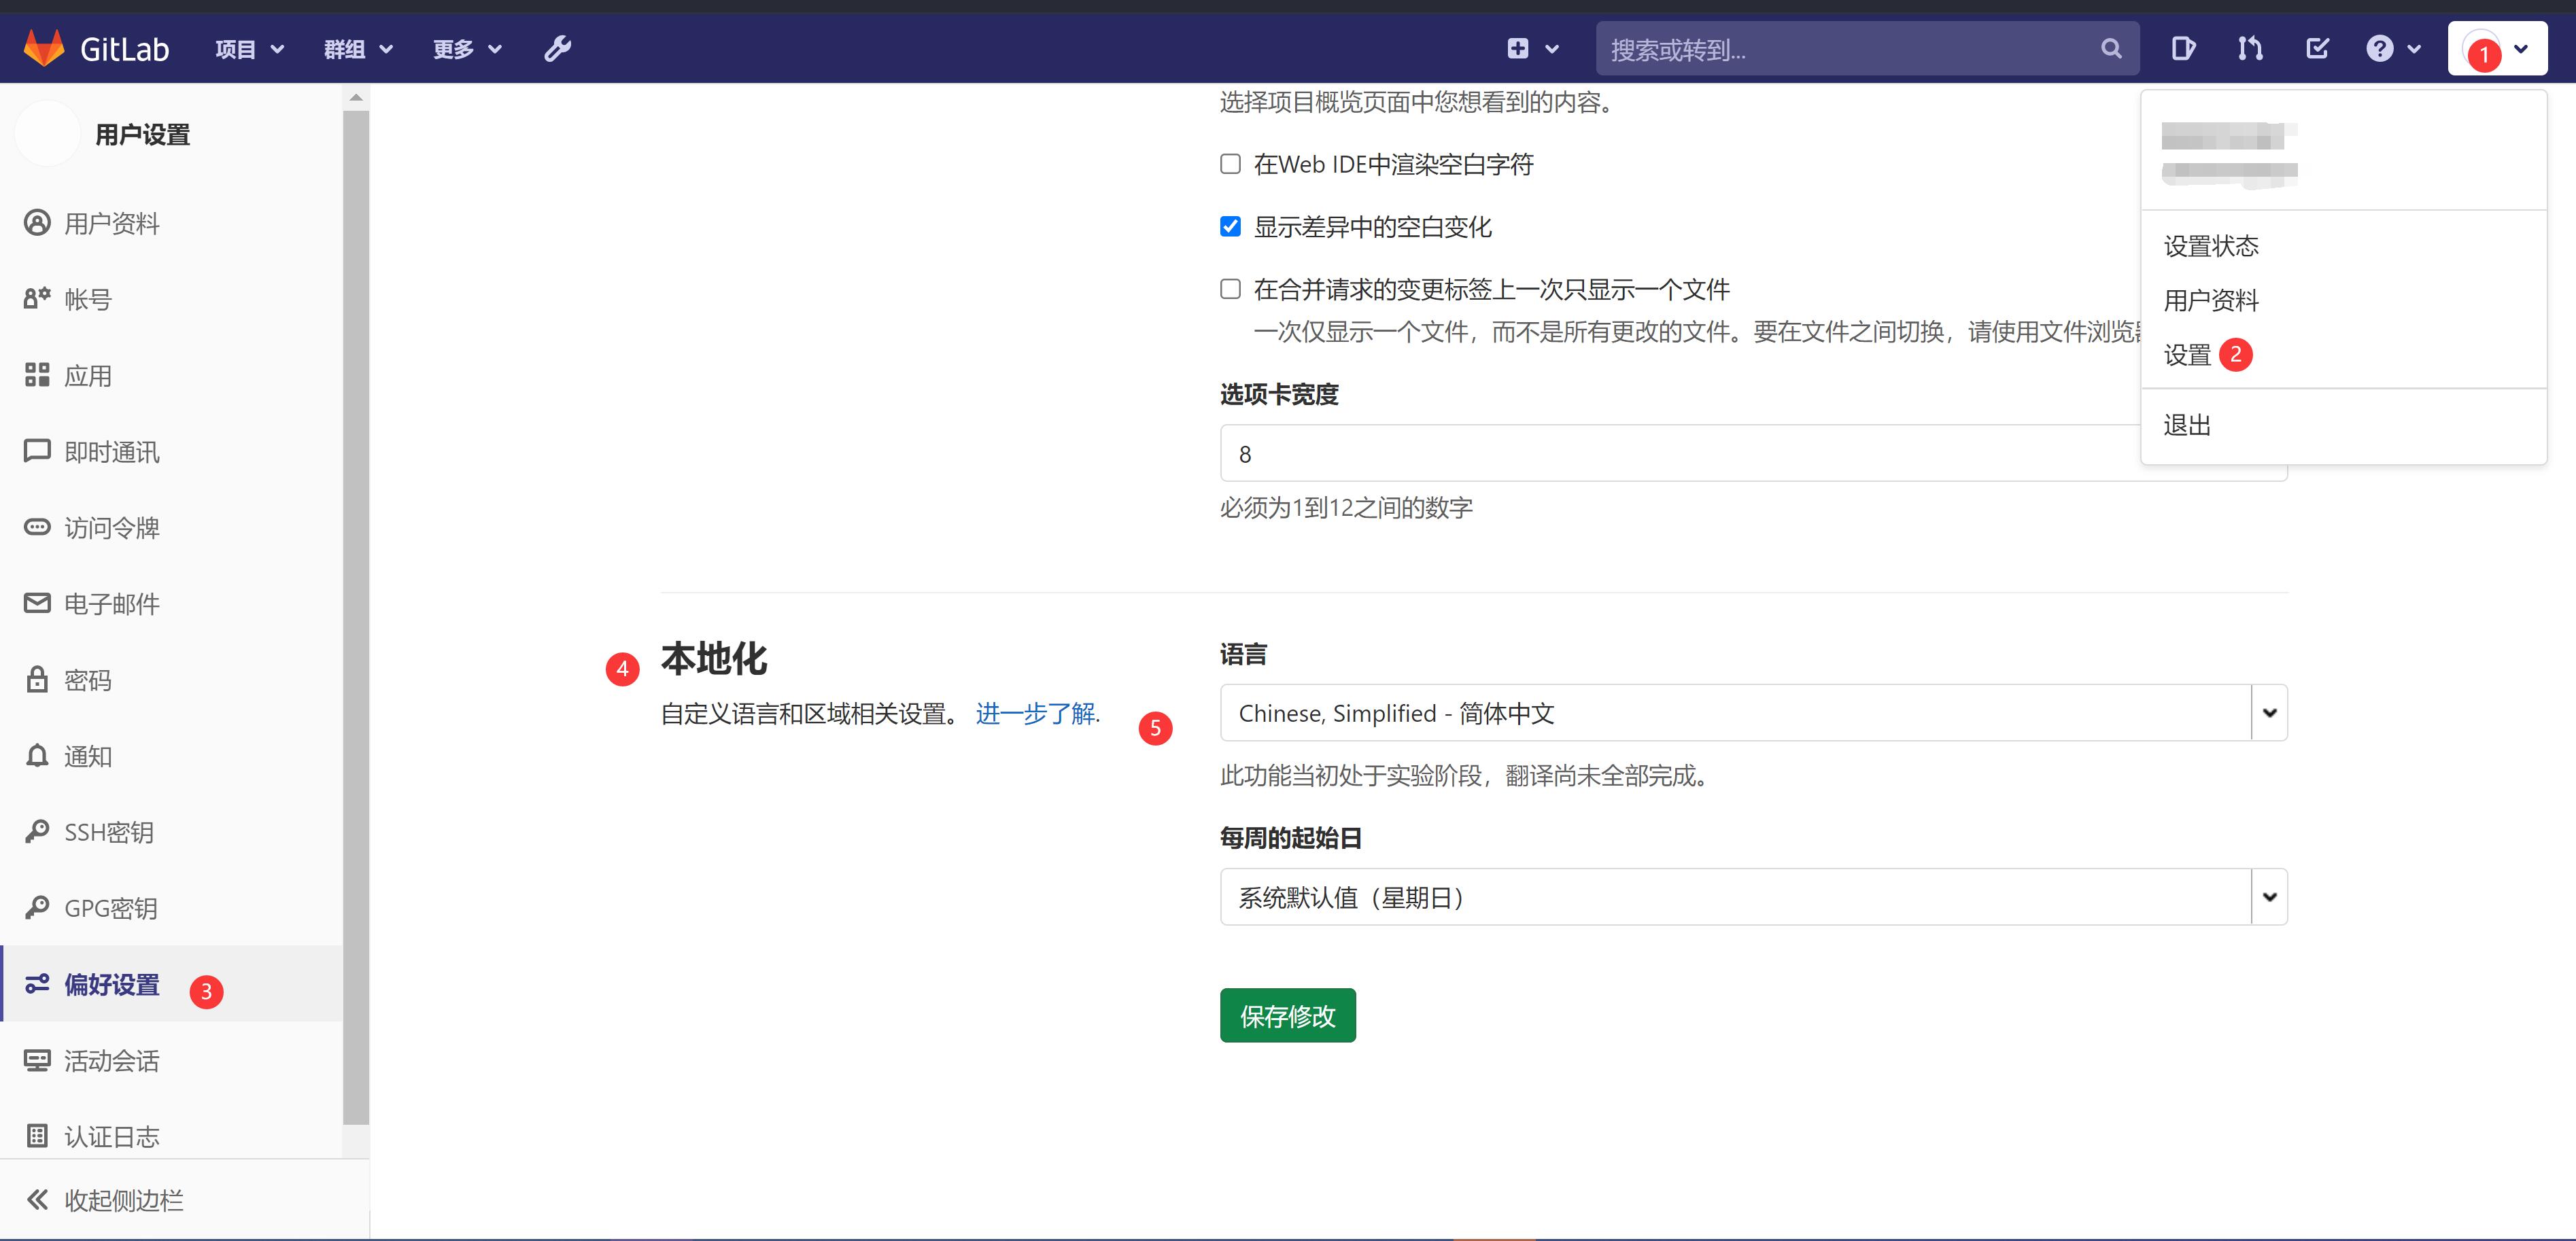 GitLab 项目 群组 更多 搜索或转到... 1
用户设置
用户资料
帐号
应用
即时通讯
访问令牌
电子邮件
密码
通知
SSH密钥
GPG密钥
偏好设置 3
活动会话
认证日志
收起侧边栏
选择项目概览页面中您想看到的内容。
在Web IDE中渲染空白字符
显示差异中的空白变化
在合并请求的变更标签上一次只显示一个文件
一次仅显示一个文件，而不是所有更改的文件。要在文件之间切换，请使用文件浏览
选项卡宽度
8
必须为1到12之间的数字
4 本地化
自定义语言和区域相关设置。 进一步了解.
5
语言
Chinese, Simplified - 简体中文
此功能当初处于实验阶段，翻译尚未全部完成。
每周的起始日
系统默认值（星期日）
保存修改
设置状态
用户资料
设置 2
退出